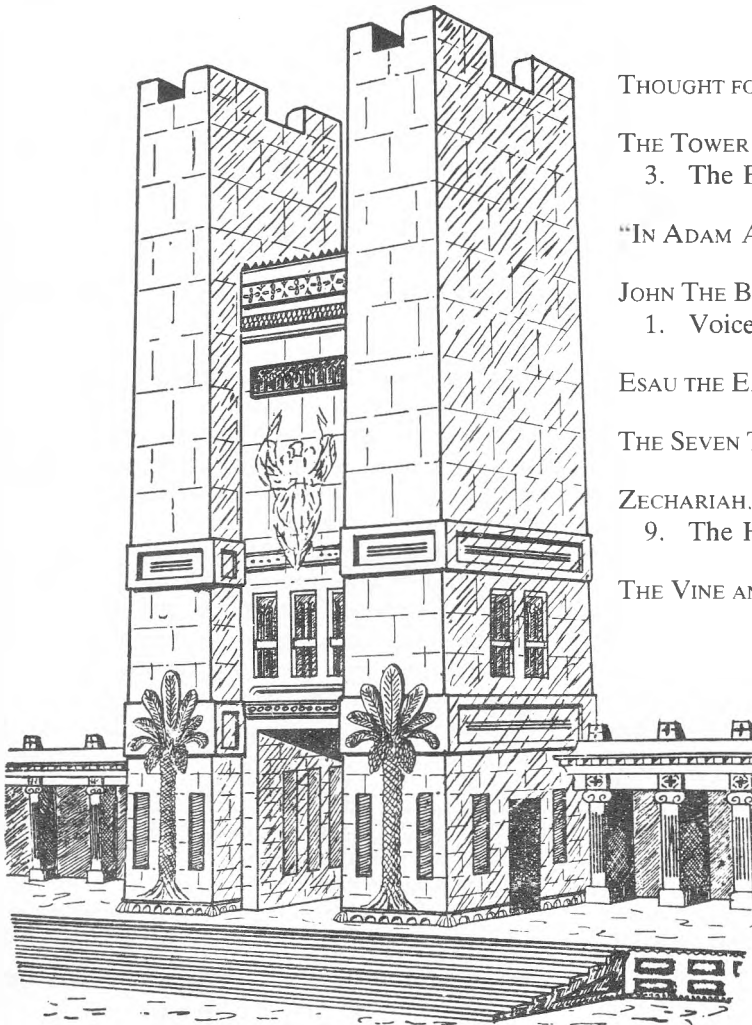 THOUGHT FO
THE TOWER
3. The
"IN ADAM
JOHN THE B
1. Voice
ESAU THE E
THE SEVEN T
ZECHARIAH.
9. The
THE VINE AN